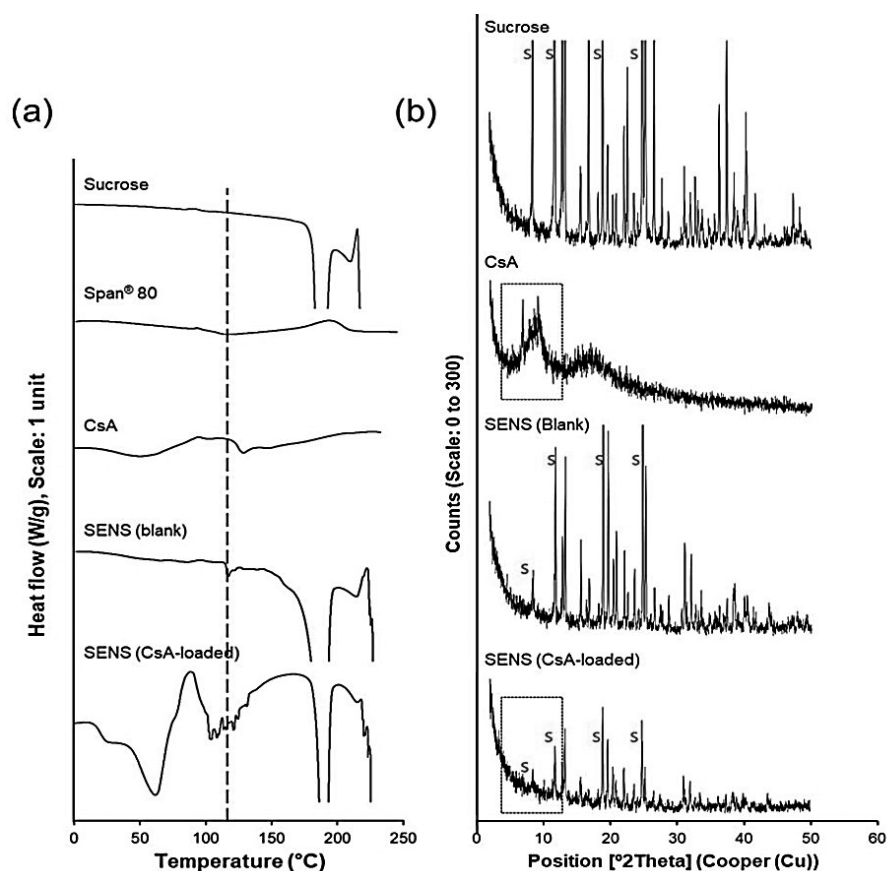 (a)
Heat flow (W/g), Scale: 1 unit
Sucrose
Span® 80
CsA
SENS (blank)
SENS (CsA-loaded)
0 50 100 150 200 250
Temperature (°C)
(b)
Counts (Scale: 0 to 300)
Sucrose
S S S S
CsA
SENS (Blank)
S S S
S
SENS (CsA-loaded)
S S S
S
0 10 20 30 40 50 60
Position [°2Theta] (Cooper (Cu))